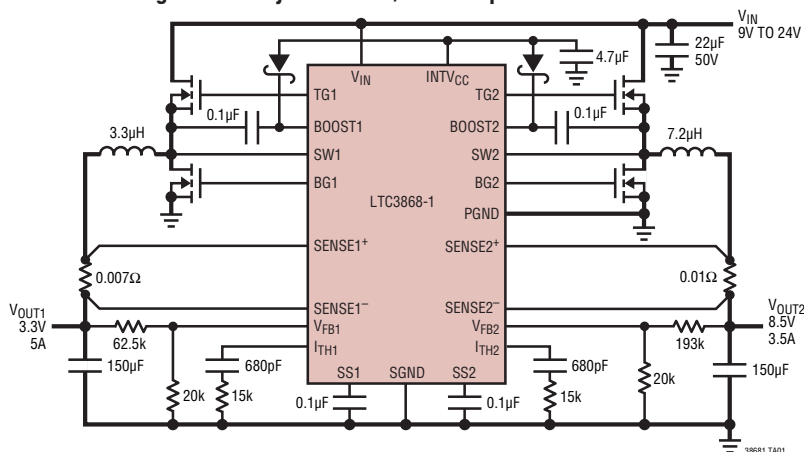 V_IN
9V TO 24V
22µF
50V
4.7µF
V_IN
INTV_CC
TG1
TG2
0.1µF
0.1µF
BOOST1
BOOST2
3.3µH
7.2µH
SW1
SW2
BG1
BG2
LTC3868-1
PGND
SENSE1+
SENSE2+
0.007Ω
0.01Ω
SENSE1–
SENSE2–
V_OUT1
3.3V
5A
V_OUT2
8.5V
3.5A
62.5k
V_FB1
V_FB2
193k
I_TH1
I_TH2
150µF
680pF
680pF
150µF
SS1
SGND
SS2
20k
15k
0.1µF
0.1µF
15k
20k
38681 TA01